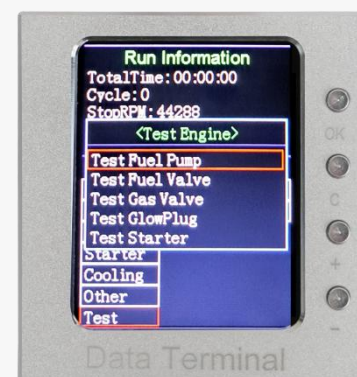 Run Information
TotalTime:00:00:00
Cycle:0
StopRPM:44288
<Test Engine>
Test Fuel Pump
Test Fuel Valve
Test Gas Valve
Test GlowPlug
Test Starter
Starter
Cooling
Other
Test
OK
C
+
-
Data Terminal